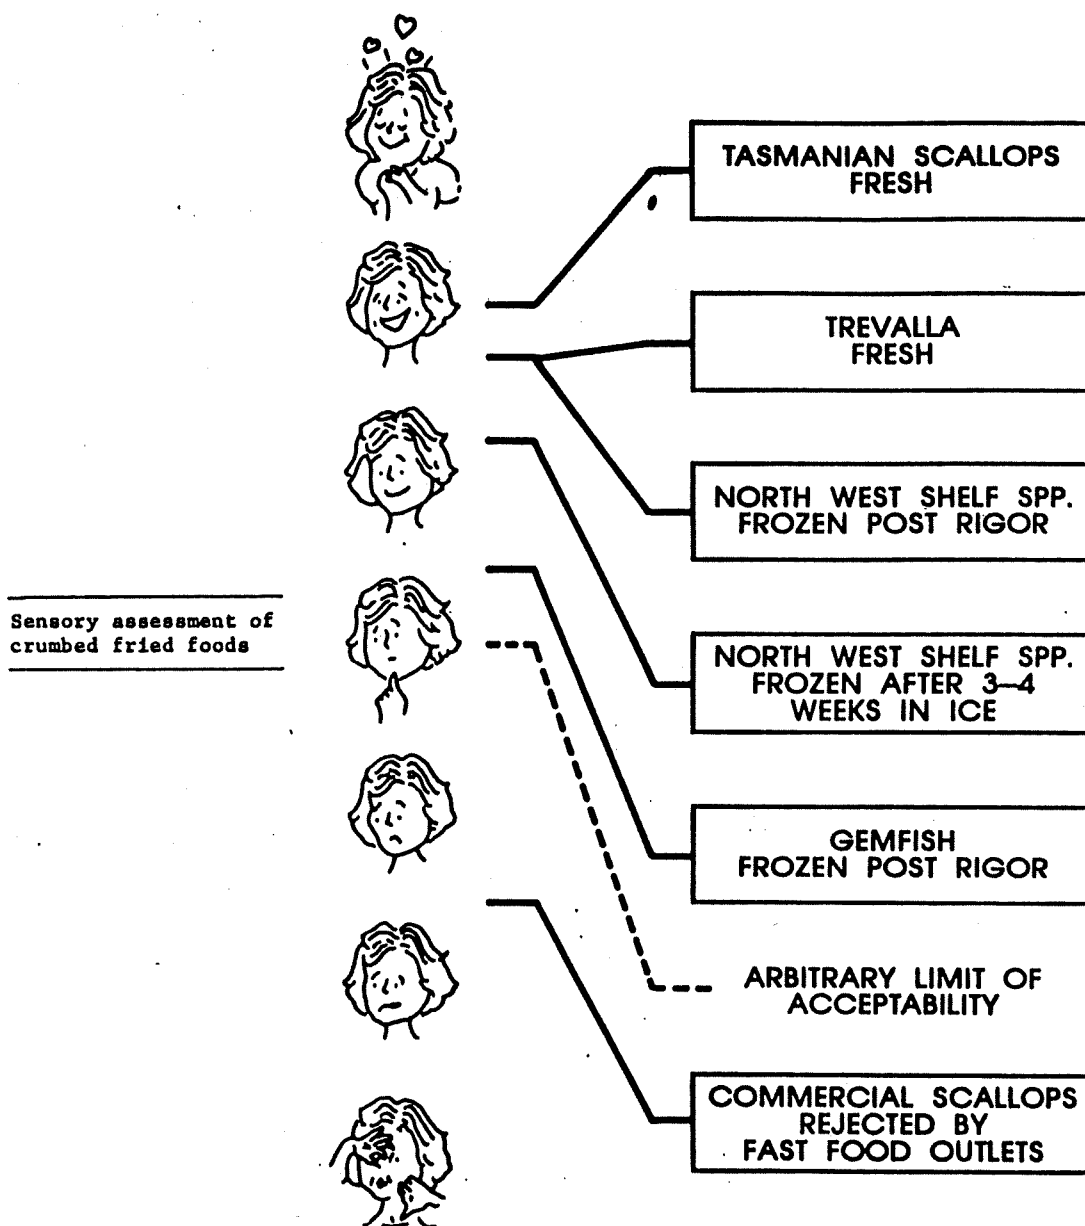 TASMANIAN SCALLOPS
FRESH
TREVALLA
FRESH
NORTH WEST SHELF SPP.
FROZEN POST RIGOR
Sensory assessment of
crumbed fried foods
NORTH WEST SHELF SPP.
FROZEN AFTER 3–4
WEEKS IN ICE
GEMFISH
FROZEN POST RIGOR
ARBITRARY LIMIT OF
ACCEPTABILITY
COMMERCIAL SCALLOPS
REJECTED BY
FAST FOOD OUTLETS